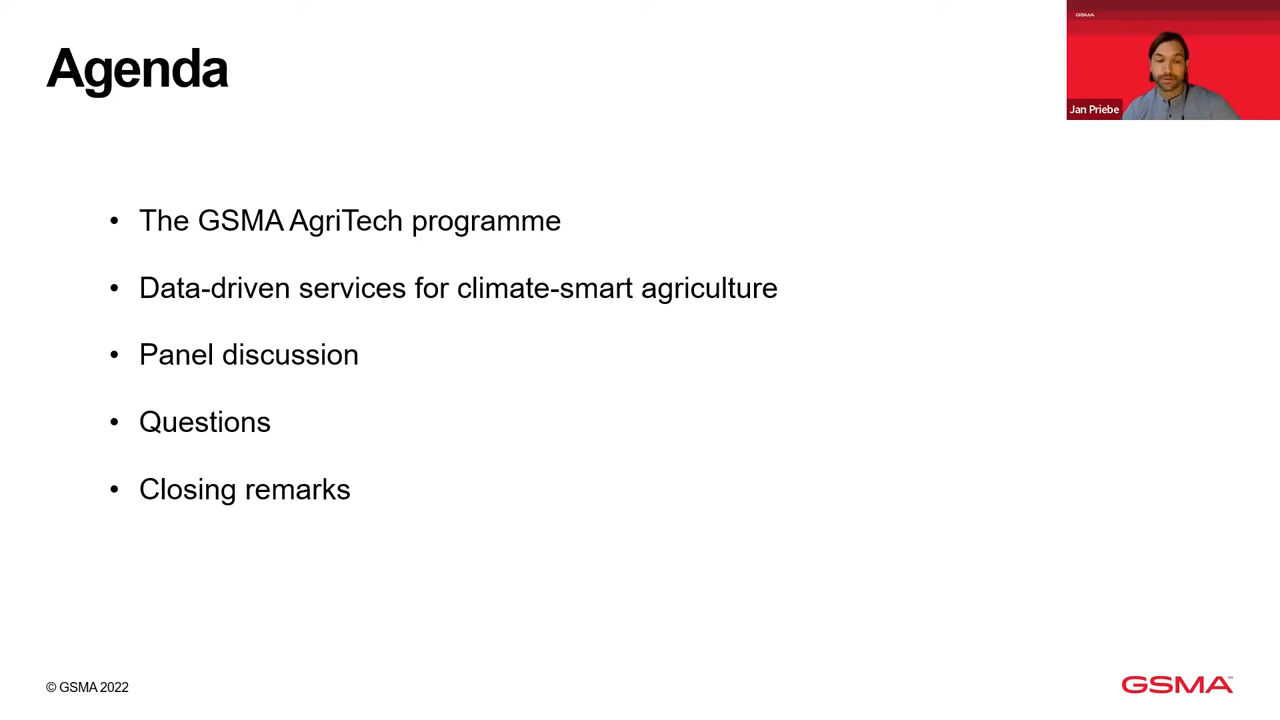 Agenda
GSMA
Jan Priebe
• The GSMA AgriTech programme
• Data-driven services for climate-smart agriculture
• Panel discussion
• Questions
• Closing remarks
© GSMA 2022
GSMA™